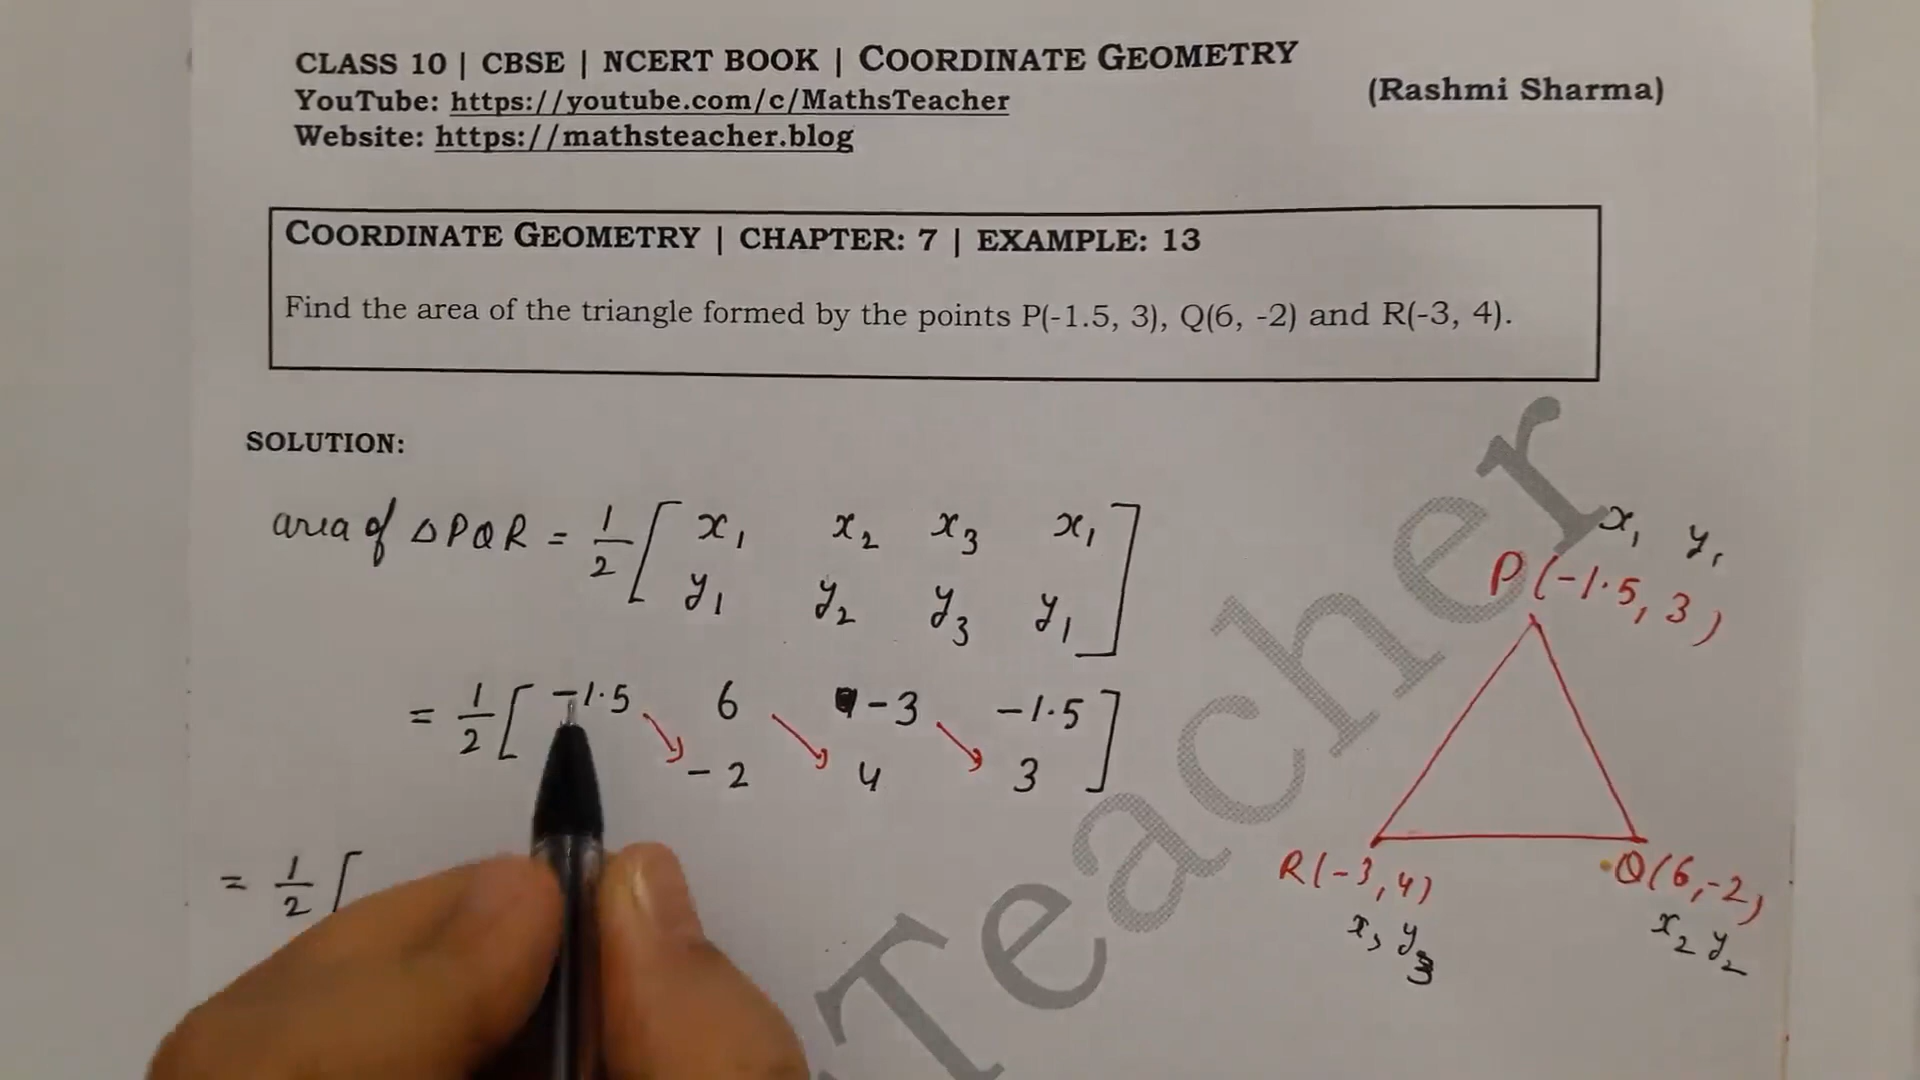 CLASS 10 | CBSE | NCERT BOOK | COORDINATE GEOMETRY
(Rashmi Sharma)
YouTube: https://youtube.com/c/MathsTeacher
Website: https://mathsteacher.blog
COORDINATE GEOMETRY | CHAPTER: 7 | EXAMPLE: 13
Find the area of the triangle formed by the points P(-1.5, 3), Q(6, -2) and R(-3, 4).
SOLUTION:
area of △PQR = 1/2 [ x₁ x₂ x₃ x₁
y₁ y₂ y₃ y₁ ]
= 1/2 [ -1.5 6 -3 -1.5
-2 4 3 ]
= 1/2 [
x₁ y₁
P(-1.5, 3)
R(-3, 4)
x₃ y₃
Q(6, -2)
x₂ y₂
Teacher